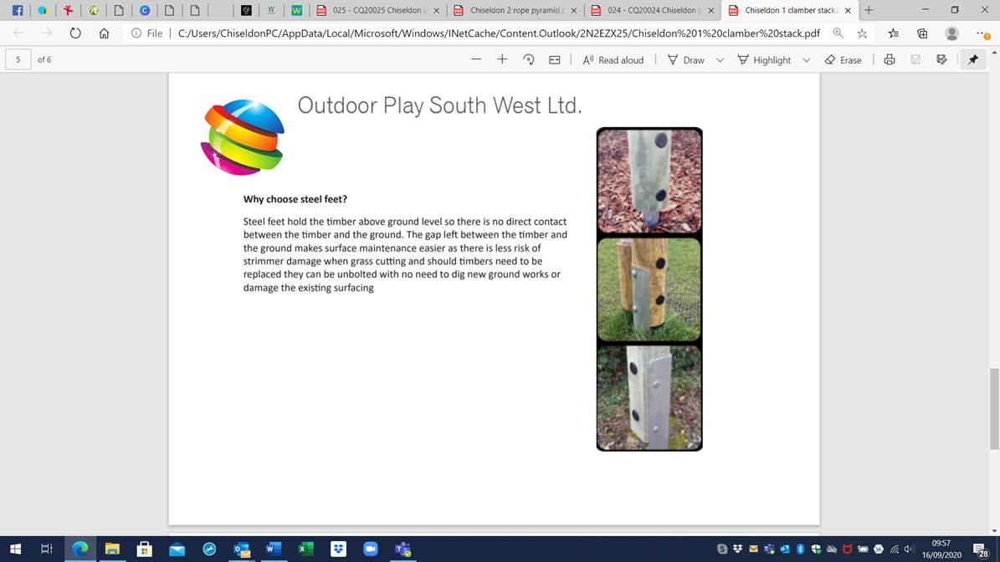 025 - CQ20025 Chiseldon p
Chiseldon 2 rope pyramid.p
024 - CQ20024 Chiseldon p
Chiseldon 1 clamber stack.
File
C:/Users/ChiseldonPC/AppData/Local/Microsoft/Windows/INetCache/Content.Outlook/2N2EZX25/Chiseldon%201%20clamber%20stack.pdf
5 of 6
Read aloud
Draw
Highlight
Erase
Outdoor Play South West Ltd.
Why choose steel feet?
Steel feet hold the timber above ground level so there is no direct contact
between the timber and the ground. The gap left between the timber and
the ground makes surface maintenance easier as there is less risk of
strimmer damage when grass cutting and should timbers need to be
replaced they can be unbolted with no need to dig new ground works or
damage the existing surfacing
09:57
16/09/2020
28